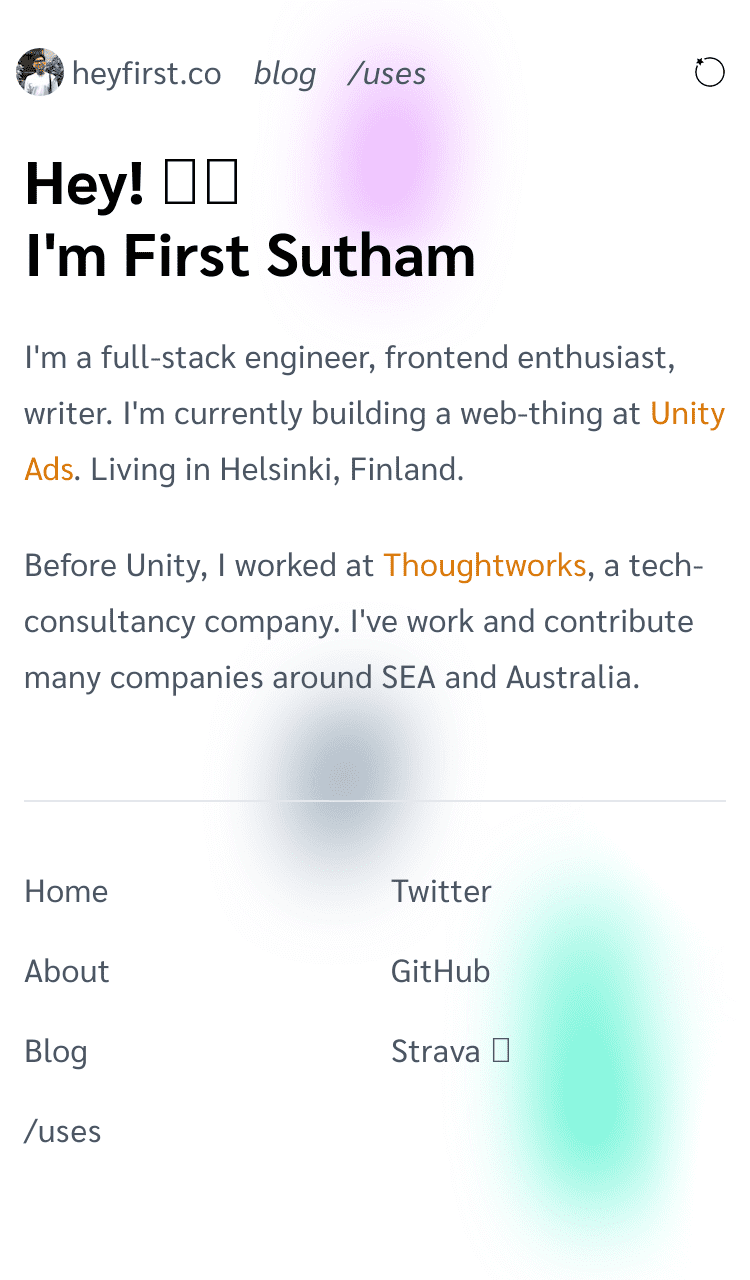 heyfirst.co blog /uses
Hey! 
I'm First Sutham
I'm a full-stack engineer, frontend enthusiast,
writer. I'm currently building a web-thing at Unity
Ads. Living in Helsinki, Finland.
Before Unity, I worked at Thoughtworks, a tech-
consultancy company. I've work and contribute
many companies around SEA and Australia.
Home
About
Blog
/uses
Twitter
GitHub
Strava